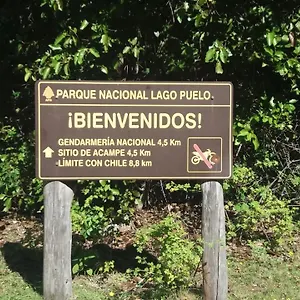 PARQUE NACIONAL LAGO PUELO.
¡BIENVENIDOS!
GENDARMERÍA NACIONAL 4,5 Km
SITIO DE ACAMPE 4,5 Km
-LÍMITE CON CHILE 8,8 km